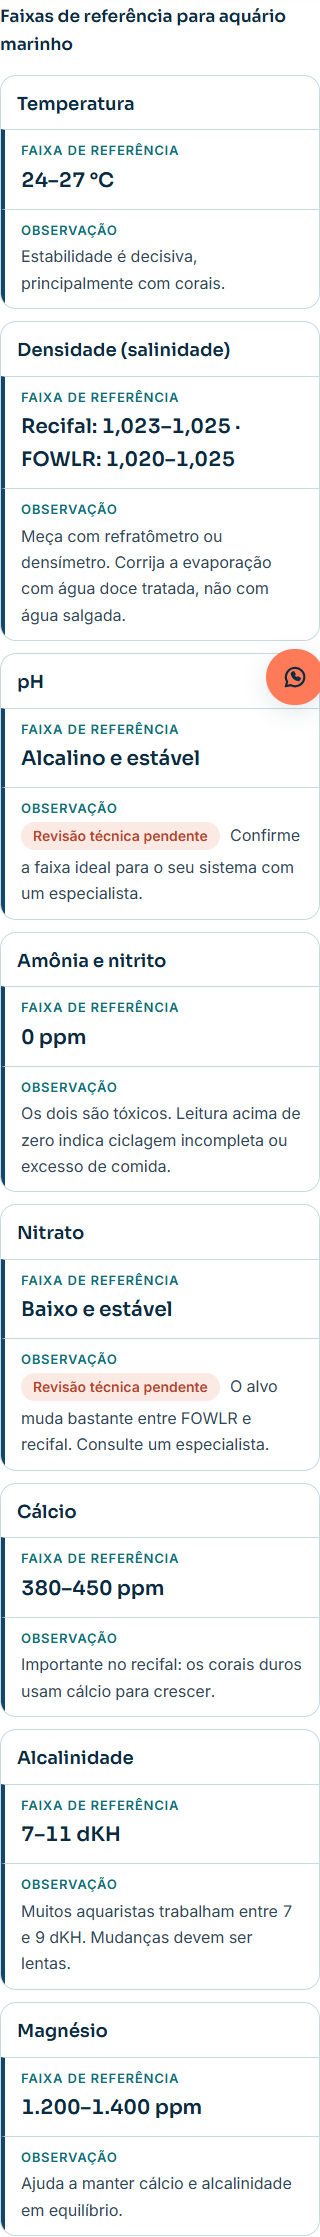 Faixas de referência para aquário
marinho
Temperatura
FAIXA DE REFERÊNCIA
24–27 °C
OBSERVAÇÃO
Estabilidade é decisiva,
principalmente com corais.
Densidade (salinidade)
FAIXA DE REFERÊNCIA
Recifal: 1,023–1,025 ·
FOWLR: 1,020–1,025
OBSERVAÇÃO
Meça com refratômetro ou
densímetro. Corrija a evaporação
com água doce tratada, não com
água salgada.
pH
FAIXA DE REFERÊNCIA
Alcalino e estável
OBSERVAÇÃO
Revisão técnica pendente Confirme
a faixa ideal para o seu sistema com
um especialista.
Amônia e nitrito
FAIXA DE REFERÊNCIA
0 ppm
OBSERVAÇÃO
Os dois são tóxicos. Leitura acima de
zero indica ciclagem incompleta ou
excesso de comida.
Nitrato
FAIXA DE REFERÊNCIA
Baixo e estável
OBSERVAÇÃO
Revisão técnica pendente O alvo
muda bastante entre FOWLR e
recifal. Consulte um especialista.
Cálcio
FAIXA DE REFERÊNCIA
380–450 ppm
OBSERVAÇÃO
Importante no recifal: os corais duros
usam cálcio para crescer.
Alcalinidade
FAIXA DE REFERÊNCIA
7–11 dKH
OBSERVAÇÃO
Muitos aquaristas trabalham entre 7
e 9 dKH. Mudanças devem ser
lentas.
Magnésio
FAIXA DE REFERÊNCIA
1.200–1.400 ppm
OBSERVAÇÃO
Ajuda a manter cálcio e alcalinidade
em equilíbrio.